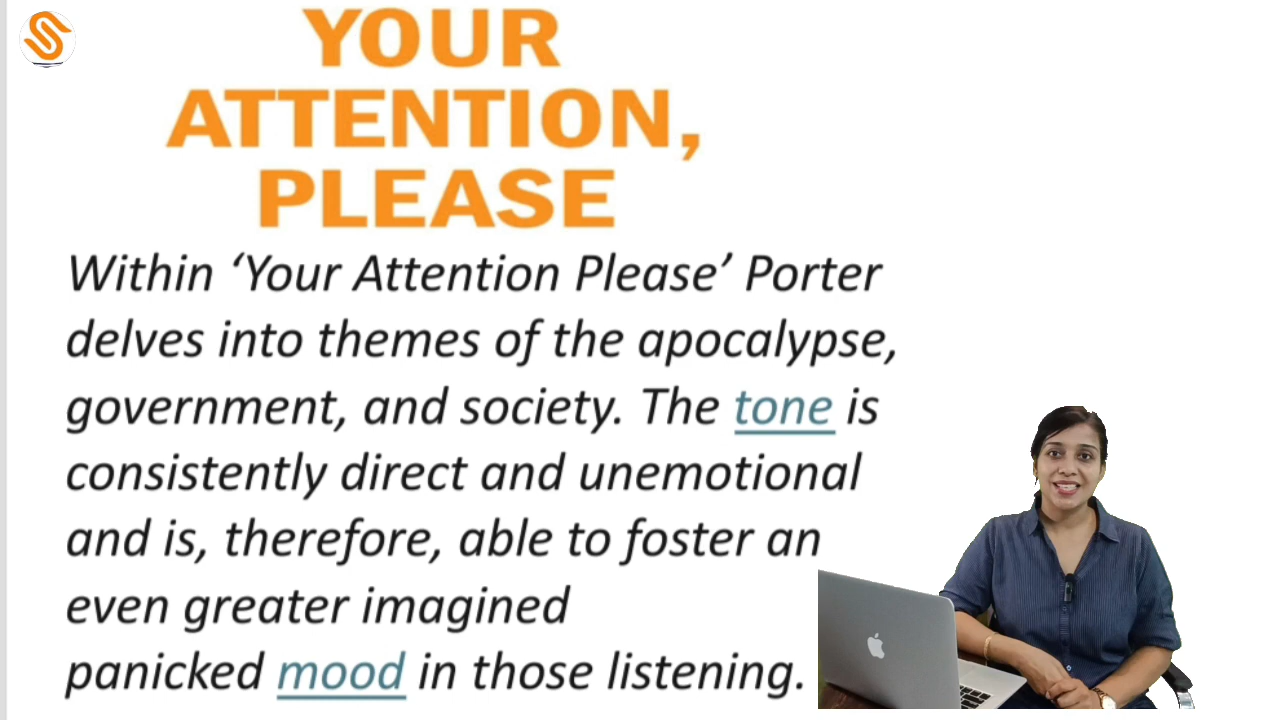 YOUR
ATTENTION,
PLEASE
Within ‘Your Attention Please’ Porter
delves into themes of the apocalypse,
government, and society. The tone is
consistently direct and unemotional
and is, therefore, able to foster an
even greater imagined
panicked mood in those listening.